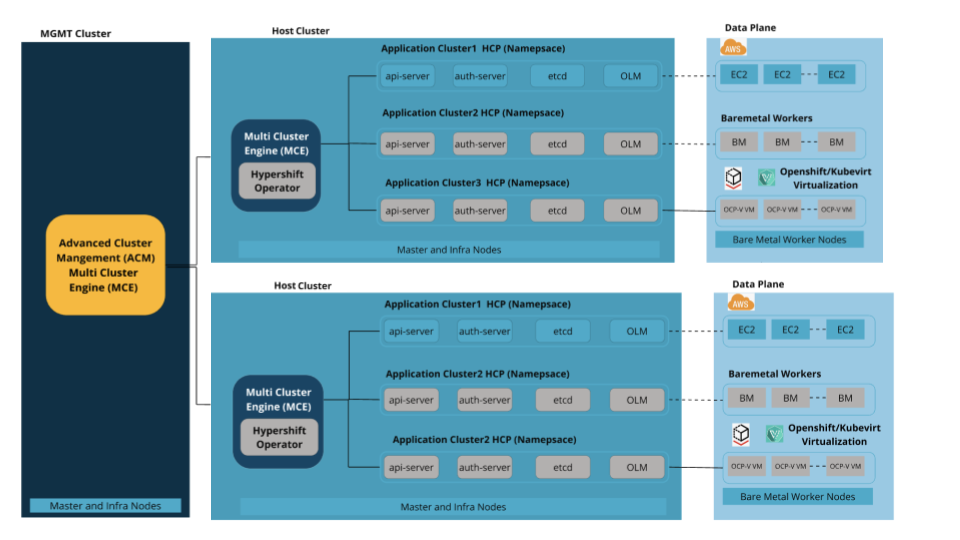 MGMT Cluster
Advanced Cluster
Mangement (ACM)
Multi Cluster
Engine (MCE)
Master and Infra Nodes
Host Cluster
Multi Cluster
Engine (MCE)
Hypershift
Operator
Application Cluster1 HCP (Namepsace)
api-server auth-server etcd OLM
Application Cluster2 HCP (Namepsace)
api-server auth-server etcd OLM
Application Cluster3 HCP (Namepsace)
api-server auth-server etcd OLM
Master and Infra Nodes
Data Plane
AWS
EC2 EC2 EC2
Baremetal Workers
BM BM BM
Openshift/Kubevirt
Virtualization
OCP-V VM OCP-V VM OCP-V VM
Bare Metal Worker Nodes
Host Cluster
Multi Cluster
Engine (MCE)
Hypershift
Operator
Application Cluster1 HCP (Namepsace)
api-server auth-server etcd OLM
Application Cluster2 HCP (Namepsace)
api-server auth-server etcd OLM
Application Cluster2 HCP (Namepsace)
api-server auth-server etcd OLM
Master and Infra Nodes
Data Plane
AWS
EC2 EC2 EC2
Baremetal Workers
BM BM BM
Openshift/Kubevirt
Virtualization
OCP-V VM OCP-V VM OCP-V VM
Bare Metal Worker Nodes